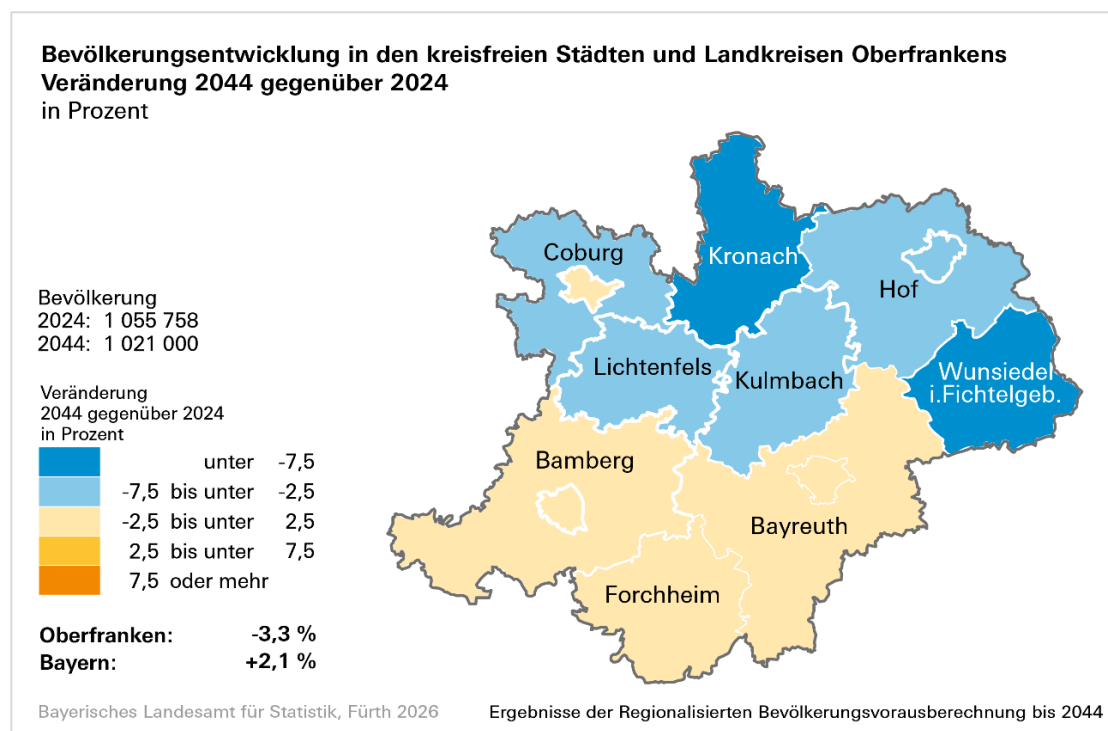 Bevölkerungsentwicklung in den kreisfreien Städten und Landkreisen Oberfrankens
Veränderung 2044 gegenüber 2024
in Prozent
Coburg
Kronach
Hof
Lichtenfels
Kulmbach
Wunsiedel
i.Fichtelgeb.
Bamberg
Bayreuth
Forchheim
Bevölkerung
2024: 1 055 758
2044: 1 021 000
Veränderung
2044 gegenüber 2024
in Prozent
unter -7,5
-7,5 bis unter -2,5
-2,5 bis unter 2,5
2,5 bis unter 7,5
7,5 oder mehr
Oberfranken: -3,3 %
Bayern: +2,1 %
Bayerisches Landesamt für Statistik, Fürth 2026
Ergebnisse der Regionalisierten Bevölkerungsvorausberechnung bis 2044